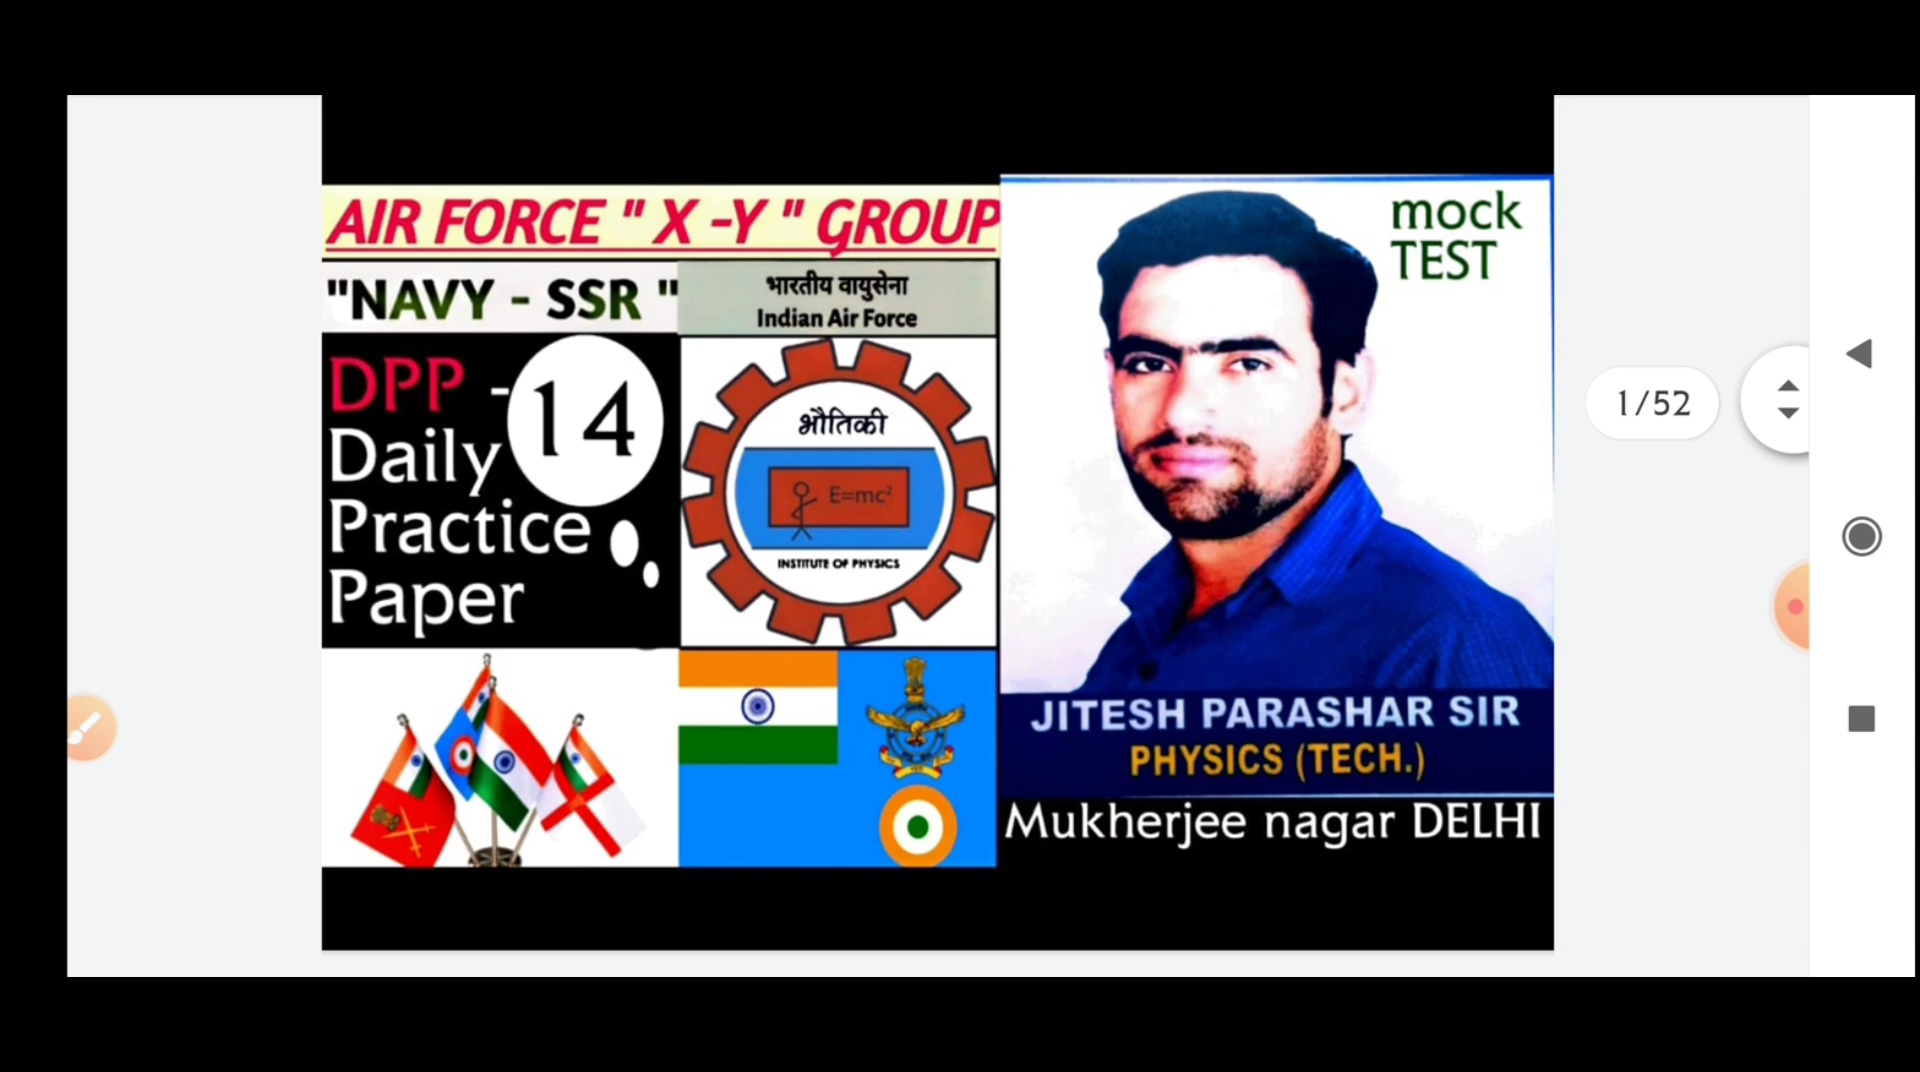 AIR FORCE " X -Y " GROUP
"NAVY - SSR "
भारतीय वायुसेना
Indian Air Force
DPP - 14
Daily
Practice
Paper
भौतिकी
E=mc²
INSTITUTE OF PHYSICS
mock
TEST
JITESH PARASHAR SIR
PHYSICS (TECH.)
Mukherjee nagar DELHI
1/52